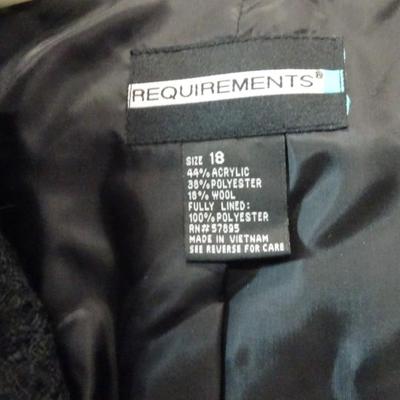 REQUIREMENTS®
SIZE 18
44% ACRYLIC
38% POLYESTER
18% WOOL
FULLY LINED:
100% POLYESTER
RN# 57895
MADE IN VIETNAM
SEE REVERSE FOR CARE